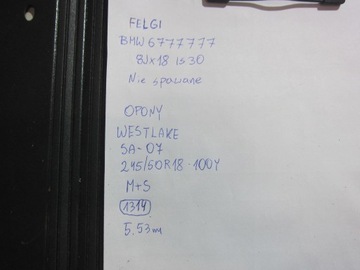 FELGI
BMW 6777777
8Jx18 is30
Nie spawane
OPONY
WESTLAKE
SA-07
245/50R18 100Y
M+S
1314
5.53mm